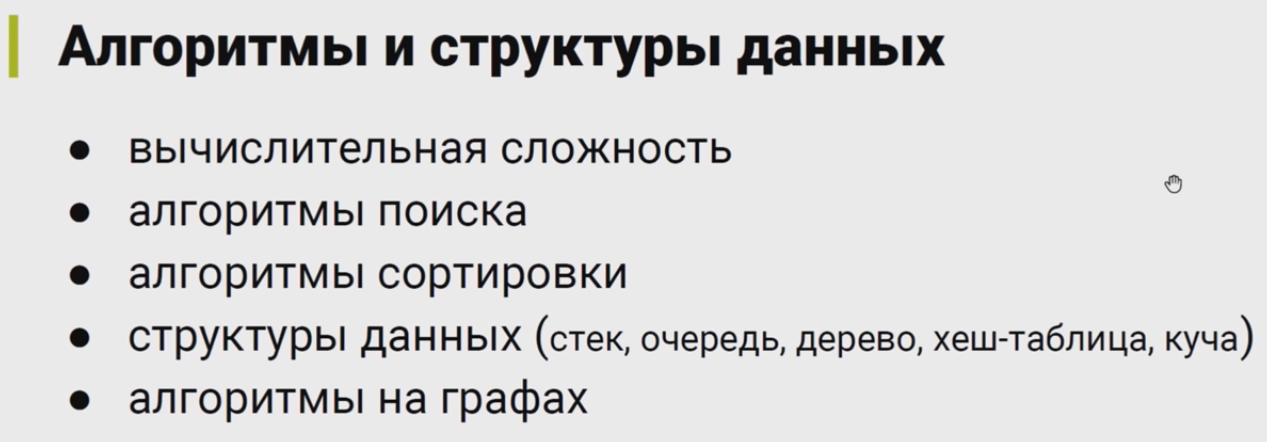 Алгоритмы и структуры данных
● вычислительная сложность
● алгоритмы поиска
● алгоритмы сортировки
● структуры данных (стек, очередь, дерево, хеш-таблица, куча)
● алгоритмы на графах